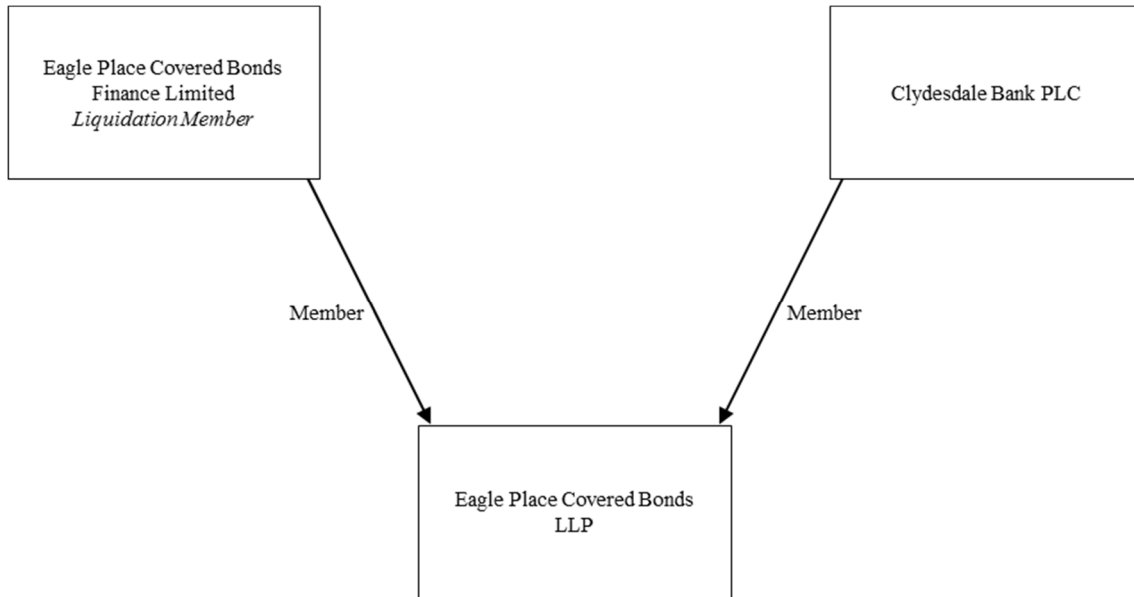 Eagle Place Covered Bonds
Finance Limited
Liquidation Member
Clydesdale Bank PLC
Member
Member
Eagle Place Covered Bonds
LLP